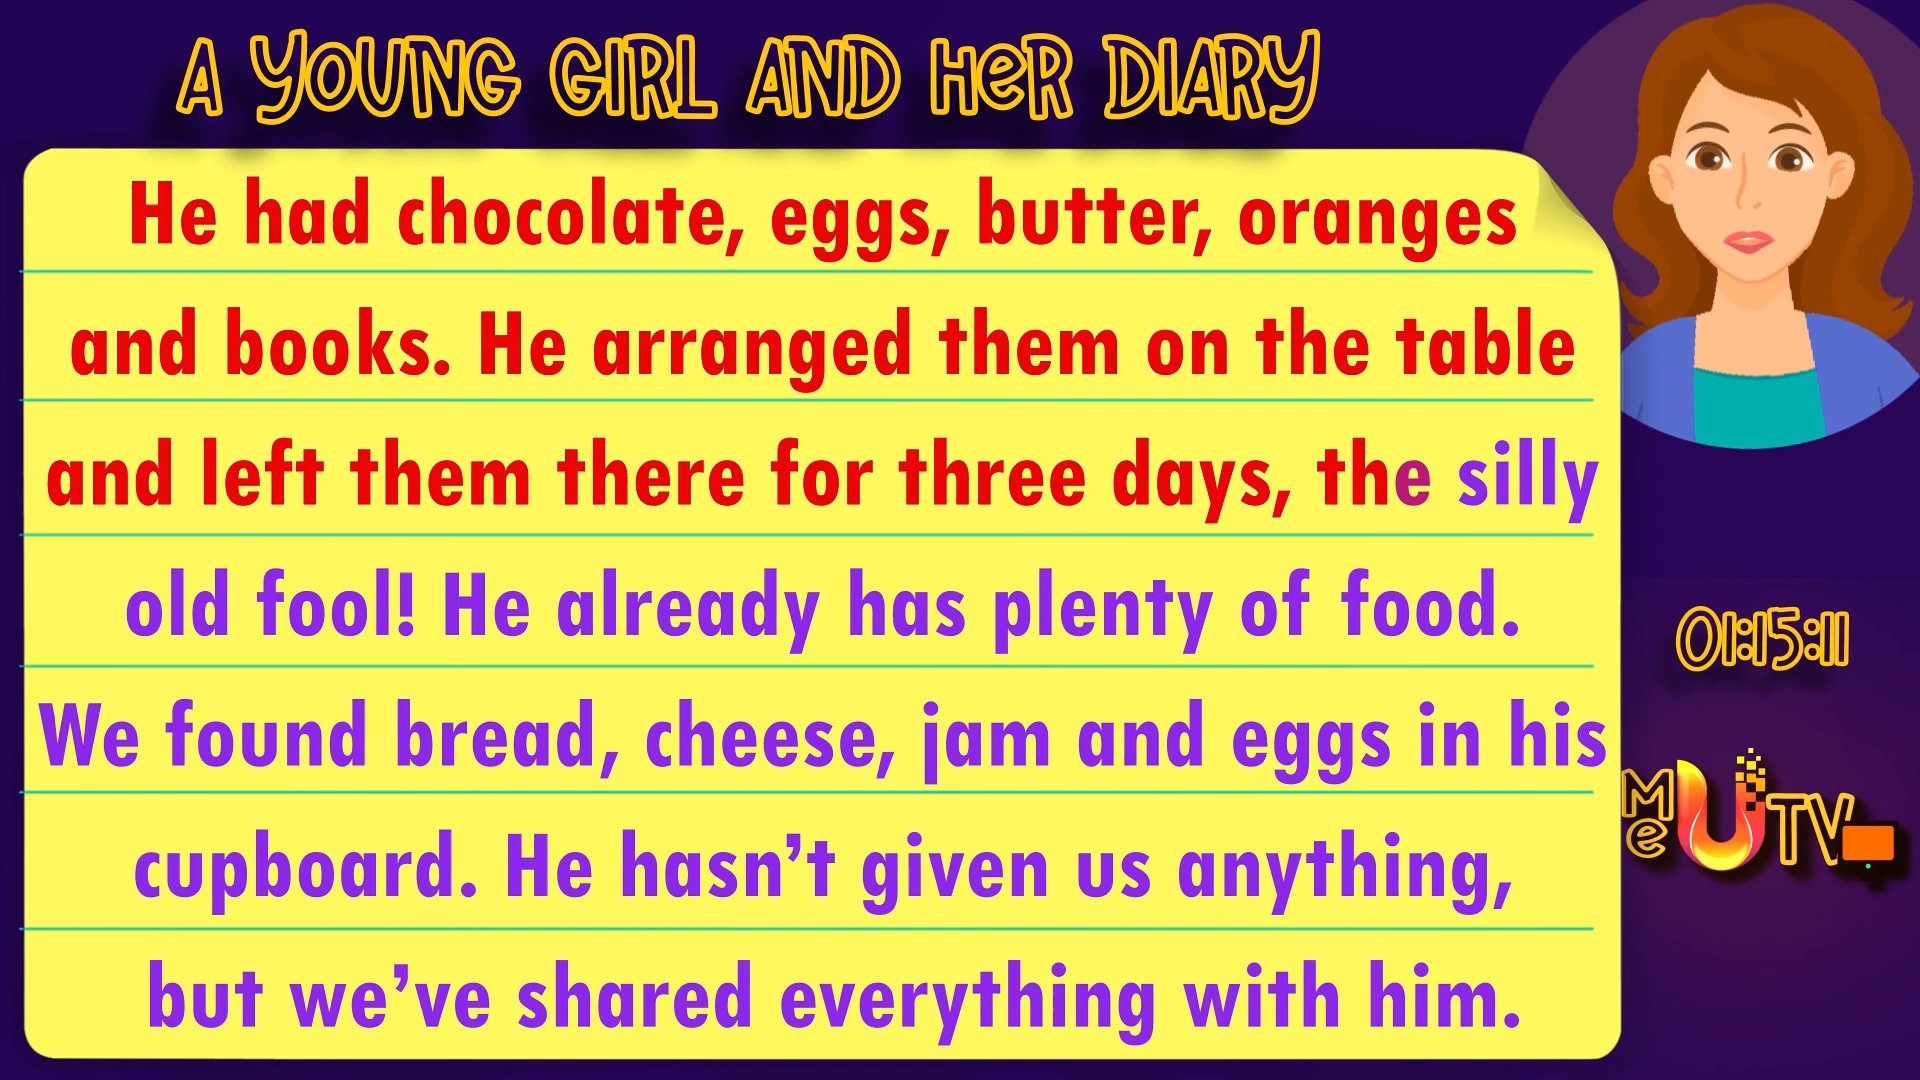 A YOUNG GIRL AND HeR DIARY
He had chocolate, eggs, butter, oranges
and books. He arranged them on the table
and left them there for three days, the silly
old fool! He already has plenty of food.
We found bread, cheese, jam and eggs in his
cupboard. He hasn’t given us anything,
but we’ve shared everything with him.
01:15:11
Me U TV